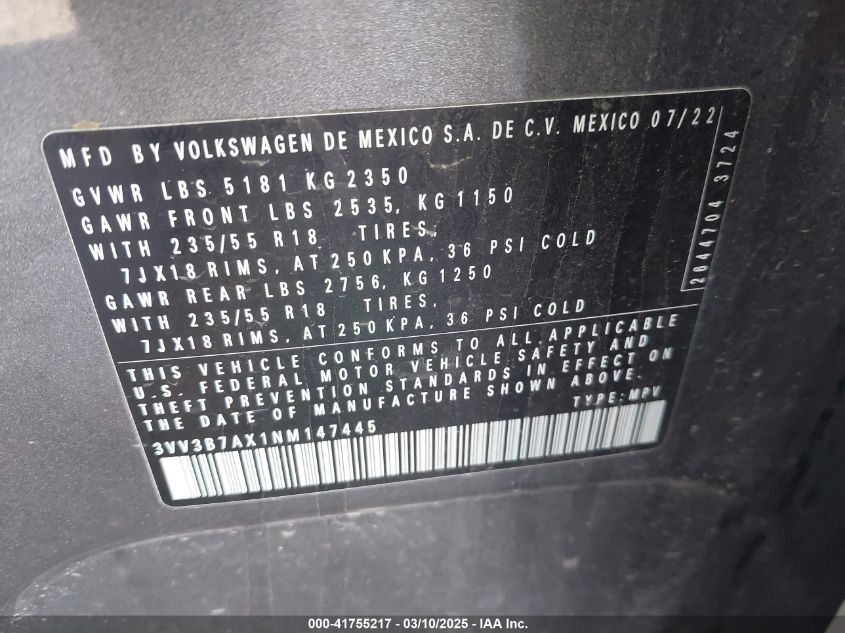 MFD BY VOLKSWAGEN DE MEXICO S.A. DE C.V. MEXICO 07/22
GVWR LBS 5181 KG 2350
GAWR FRONT LBS 2535, KG 1150
WITH 235/55 R18 TIRES,
7JX18 RIMS, AT 250 KPA, 36 PSI COLD
GAWR REAR LBS 2756, KG 1250
WITH 235/55 R18 TIRES,
7JX18 RIMS, AT 250 KPA, 36 PSI COLD
2644704 3724
THIS VEHICLE CONFORMS TO ALL APPLICABLE
U.S. FEDERAL MOTOR VEHICLE SAFETY AND
THEFT PREVENTION STANDARDS IN EFFECT ON
THE DATE OF MANUFACTURE SHOWN ABOVE.
3VV3B7AX1NM147445 TYPE: MPV
000-41755217 - 03/10/2025 - IAA Inc.